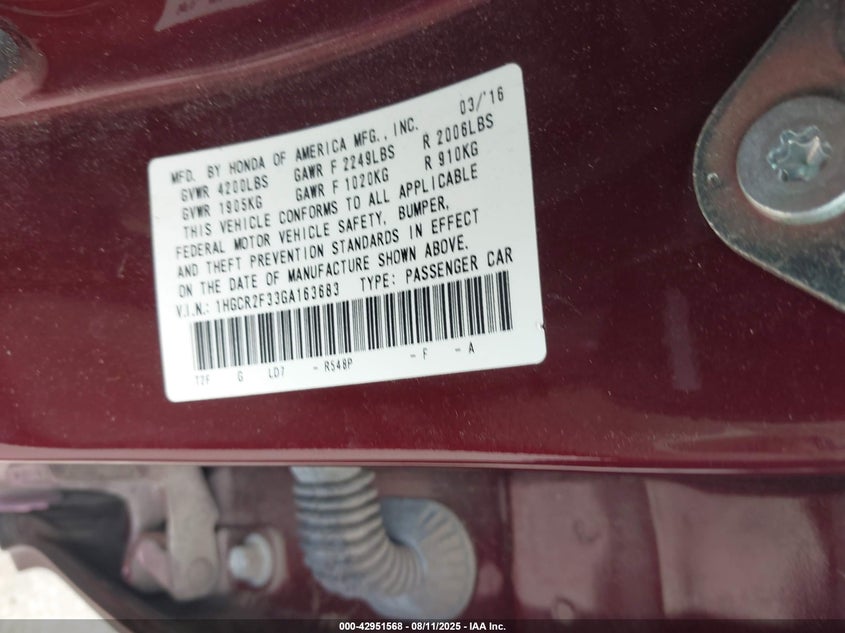 03/'16
MFD. BY HONDA OF AMERICA MFG., INC.
GVWR 4200LBS GAWR F 2249LBS R 2006LBS
GVWR 1905KG GAWR F 1020KG R 910KG
THIS VEHICLE CONFORMS TO ALL APPLICABLE
FEDERAL MOTOR VEHICLE SAFETY, BUMPER,
AND THEFT PREVENTION STANDARDS IN EFFECT
ON THE DATE OF MANUFACTURE SHOWN ABOVE.
V.I.N.: 1HGCR2F33GA163683 TYPE: PASSENGER CAR
T2F G LD7 - R548P - F - A
000-42951568 - 08/11/2025 - IAA Inc.